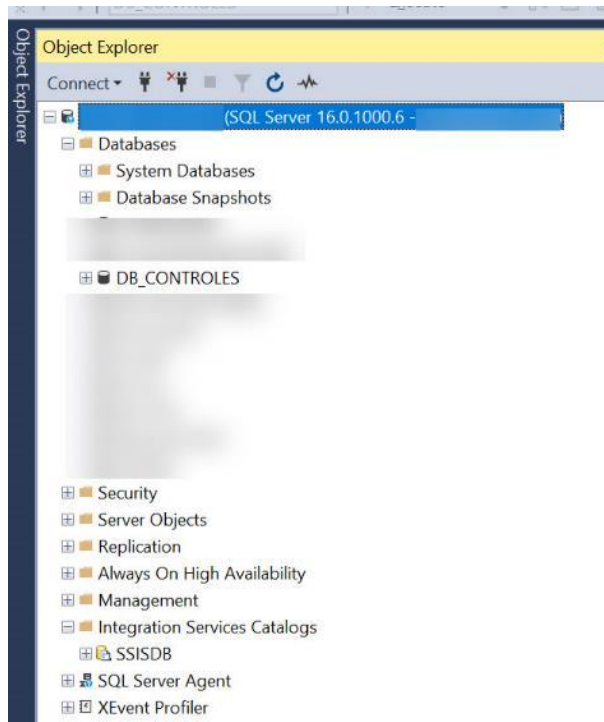 Object Explorer
Object Explorer
Connect
(SQL Server 16.0.1000.6 -
Databases
System Databases
Database Snapshots
DB_CONTROLES
Security
Server Objects
Replication
Always On High Availability
Management
Integration Services Catalogs
SSISDB
SQL Server Agent
XEvent Profiler